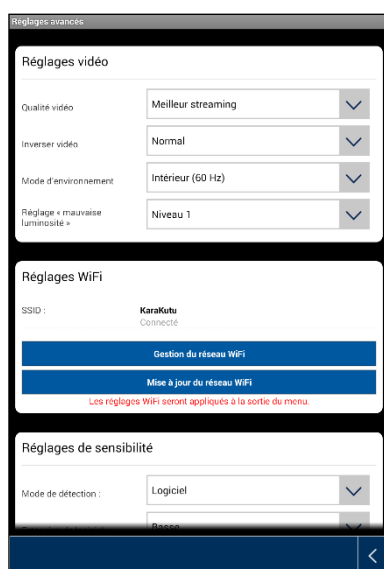 Réglages avancés
Réglages vidéo
Qualité vidéo
Meilleur streaming
Inverser vidéo
Normal
Mode d'environnement
Intérieur (60 Hz)
Réglage « mauvaise
luminosité »
Niveau 1
Réglages WiFi
SSID :
KaraKutu
Connecté
Gestion du réseau WiFi
Mise à jour du réseau WiFi
Les réglages WiFi seront appliqués à la sortie du menu.
Réglages de sensibilité
Mode de détection :
Logiciel
Basse